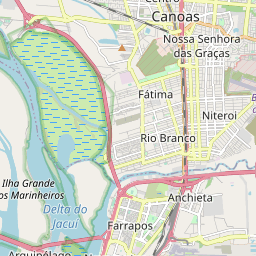 Centro
Canoas
Nossa Senhora
das Graças
Fátima
Niterói
Rio Branco
Ilha Grande
dos Marinheiros
Anchieta
Delta do
Jacuí
Farrapos
Arquipélago